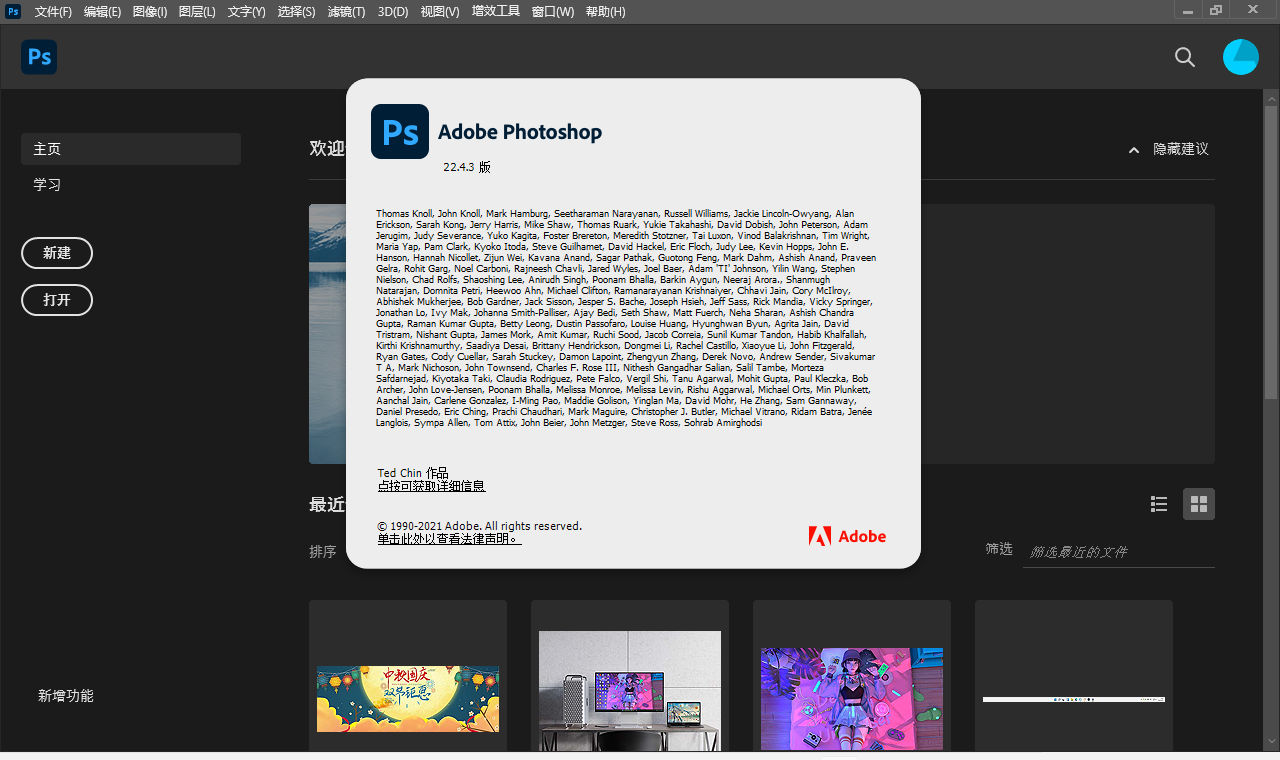 Ps 文件(F) 编辑(E) 图像(I) 图层(L) 文字(Y) 选择(S) 滤镜(T) 3D(D) 视图(V) 增效工具 窗口(W) 帮助(H)
Ps
主页
学习
新建
打开
新增功能
欢迎
隐藏建议
Ps Adobe Photoshop
22.4.3 版
Thomas Knoll, John Knoll, Mark Hamburg, Seetharaman Narayanan, Russell Williams, Jackie Lincoln-Owyang, Alan
Erickson, Sarah Kong, Jerry Harris, Mike Shaw, Thomas Ruark, Yukie Takahashi, David Dobish, John Peterson, Adam
Jerugim, Judy Severance, Yuko Kagita, Foster Brereton, Meredith Stotzner, Tai Luxon, Vinod Balakrishnan, Tim Wright,
Maria Yap, Pam Clark, Kyoko Itoda, Steve Guilhamet, David Hackel, Eric Floch, Judy Lee, Kevin Hopps, John E.
Hanson, Hannah Nicollet, Zijun Wei, Kavana Anand, Sagar Pathak, Guotong Feng, Mark Dahm, Ashish Anand, Praveen
Gelra, Rohit Garg, Noel Carboni, Rajneesh Chavli, Jared Wyles, Joel Baer, Adam 'TI' Johnson, Yilin Wang, Stephen
Nielson, Chad Rolfs, Shaoshing Lee, Anirudh Singh, Poonam Bhalla, Barkin Aygun, Neeraj Arora., Shanmugh
Natarajan, Domnita Petri, Heewoo Ahn, Michael Clifton, Ramanarayanan Krishnaiyer, Chhavi Jain, Cory McIlroy,
Abhishek Mukherjee, Bob Gardner, Jack Sisson, Jesper S. Bache, Joseph Hsieh, Jeff Sass, Rick Mandia, Vicky Springer,
Jonathan Lo, Ivy Mak, Johanna Smith-Palliser, Ajay Bedi, Seth Shaw, Matt Fuerch, Neha Sharan, Ashish Chandra
Gupta, Raman Kumar Gupta, Betty Leong, Dustin Passofaro, Louise Huang, Hyunghwan Byun, Agrita Jain, David
Tristram, Nishant Gupta, James Mork, Amit Kumar, Ruchi Sood, Jacob Correia, Sunil Kumar Tandon, Habib Khalfallah,
Kirthi Krishnamurthy, Saadiya Desai, Brittany Hendrickson, Dongmei Li, Rachel Castillo, Xiaoyue Li, John Fitzgerald,
Ryan Gates, Cody Cuellar, Sarah Stuckey, Damon Lapoint, Zhengyun Zhang, Derek Novo, Andrew Sender, Sivakumar
T A, Mark Nichoson, John Townsend, Charles F. Rose III, Nithesh Gangadhar Salian, Salil Tambe, Morteza
Safdarnejad, Kiyotaka Taki, Claudia Rodriguez, Pete Falco, Vergil Shi, Tanu Agarwal, Mohit Gupta, Paul Kleczka, Bob
Archer, John Love-Jensen, Poonam Bhalla, Melissa Monroe, Melissa Levin, Rishu Aggarwal, Michael Orts, Min Plunkett,
Aanchal Jain, Carlene Gonzalez, I-Ming Pao, Maddie Golison, Yinglan Ma, David Mohr, He Zhang, Sam Gannaway,
Daniel Presedo, Eric Ching, Prachi Chaudhari, Mark Maguire, Christopher J. Butler, Michael Vitrano, Ridam Batra, Jenée
Langlois, Sympa Allen, Tom Attix, John Beier, John Metzger, Steve Ross, Sohrab Amirghodsi
Ted Chin 作品
点按可获取详细信息
© 1990-2021 Adobe. All rights reserved.
单击此处以查看法律声明。
Adobe
最近
排序
筛选 筛选最近的文件
中秋国庆
双节钜惠